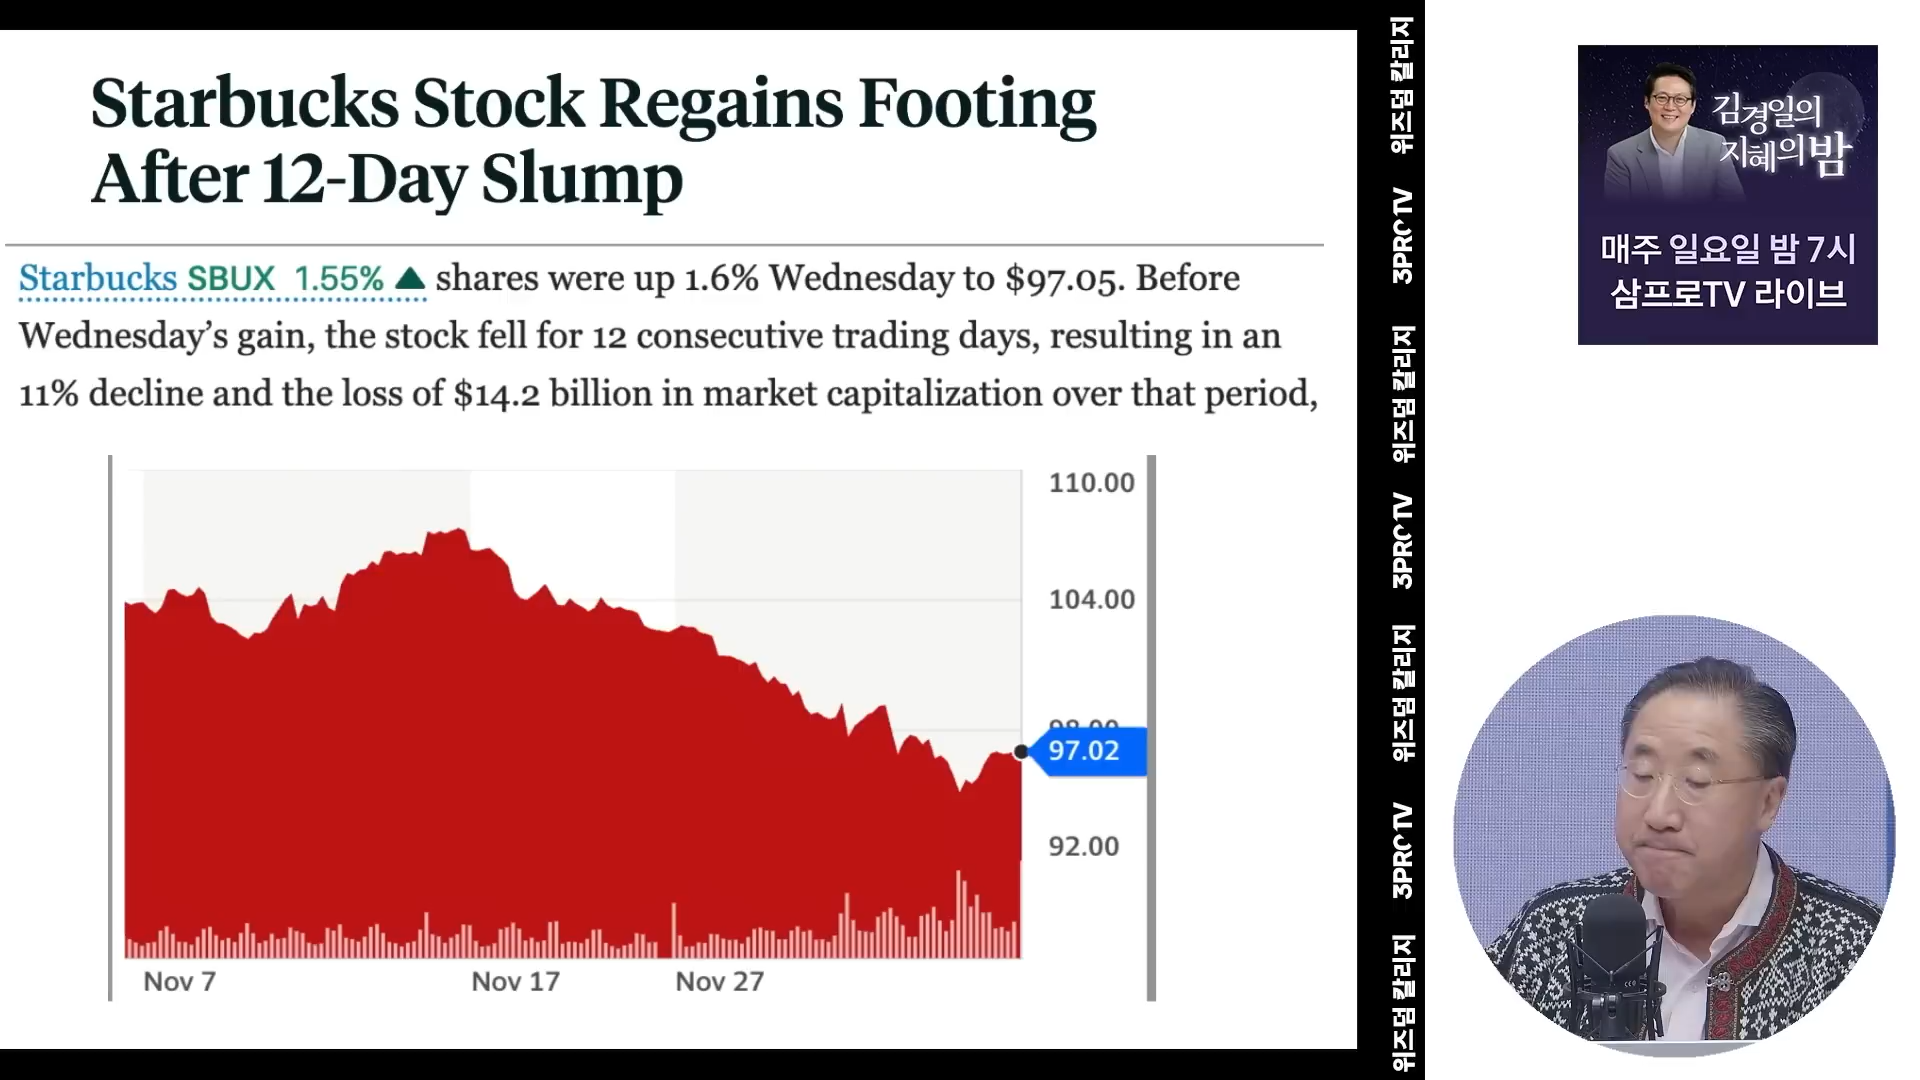 Starbucks Stock Regains Footing
After 12-Day Slump
Starbucks SBUX 1.55% ▲ shares were up 1.6% Wednesday to $97.05. Before
Wednesday’s gain, the stock fell for 12 consecutive trading days, resulting in an
11% decline and the loss of $14.2 billion in market capitalization over that period,
110.00
104.00
98.00
97.02
92.00
Nov 7
Nov 17
Nov 27
위즈덤 칼리지
3PROTV
위즈덤 칼리지
3PROTV
위즈덤 칼리지
3PROTV
위즈덤 칼리지
김경일의
지혜의 밤
매주 일요일 밤 7시
삼프로TV 라이브